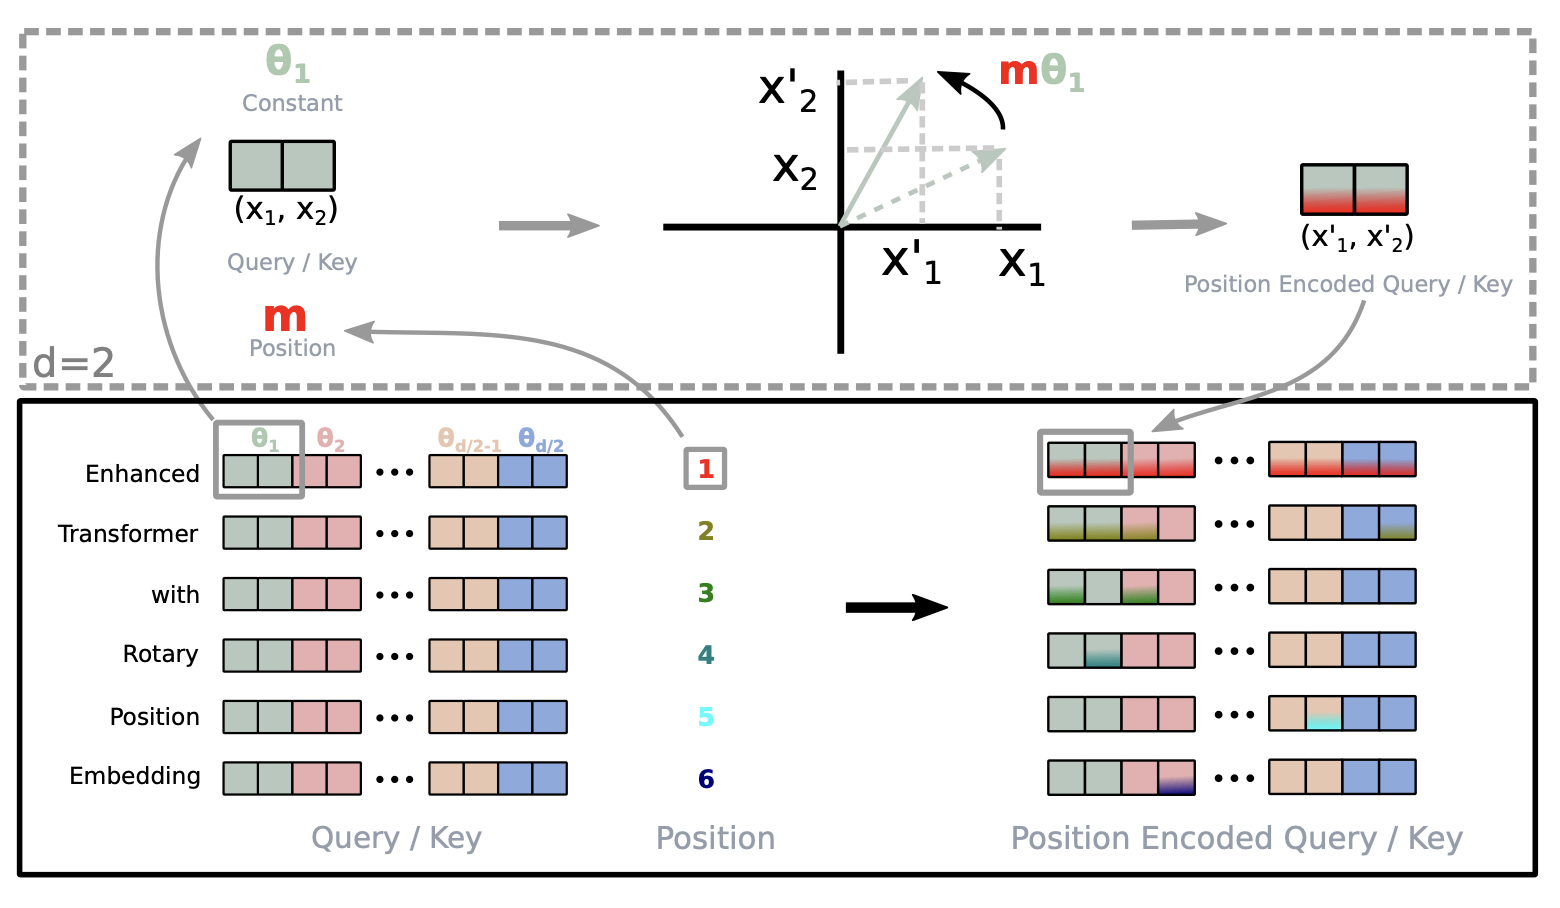 θ1
Constant
(x1, x2)
Query / Key
m
Position
d=2
x'2
x2
x'1
x1
mθ1
(x'1, x'2)
Position Encoded Query / Key
θ1 θ2 θd/2-1 θd/2
Enhanced 1
Transformer 2
with 3
Rotary 4
Position 5
Embedding 6
Query / Key Position Position Encoded Query / Key